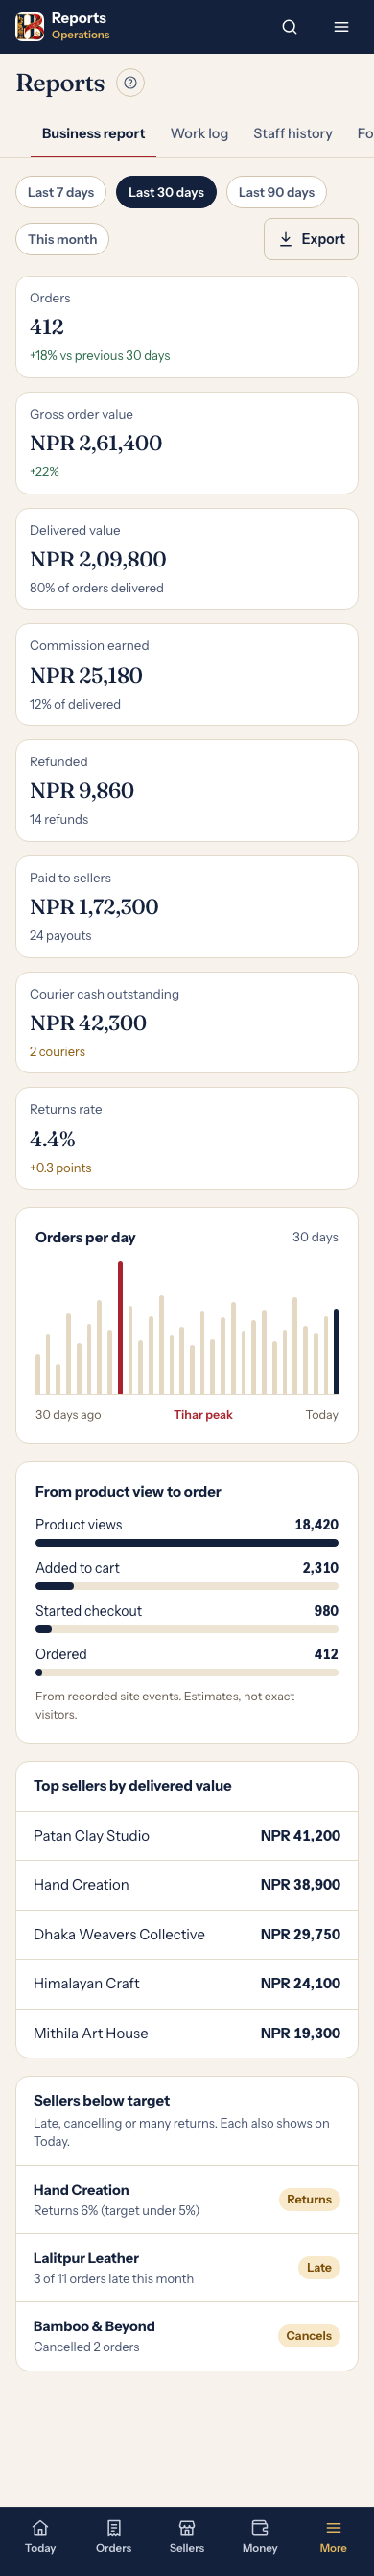 Reports
Operations
Reports
Business report Work log Staff history Fo
Last 7 days Last 30 days Last 90 days
This month Export
Orders
412
+18% vs previous 30 days
Gross order value
NPR 2,61,400
+22%
Delivered value
NPR 2,09,800
80% of orders delivered
Commission earned
NPR 25,180
12% of delivered
Refunded
NPR 9,860
14 refunds
Paid to sellers
NPR 1,72,300
24 payouts
Courier cash outstanding
NPR 42,300
2 couriers
Returns rate
4.4%
+0.3 points
Orders per day 30 days
30 days ago Tihar peak Today
From product view to order
Product views 18,420
Added to cart 2,310
Started checkout 980
Ordered 412
From recorded site events. Estimates, not exact
visitors.
Top sellers by delivered value
Patan Clay Studio NPR 41,200
Hand Creation NPR 38,900
Dhaka Weavers Collective NPR 29,750
Himalayan Craft NPR 24,100
Mithila Art House NPR 19,300
Sellers below target
Late, cancelling or many returns. Each also shows on
Today.
Hand Creation Returns
Returns 6% (target under 5%)
Lalitpur Leather Late
3 of 11 orders late this month
Bamboo & Beyond Cancels
Cancelled 2 orders
Today Orders Sellers Money More